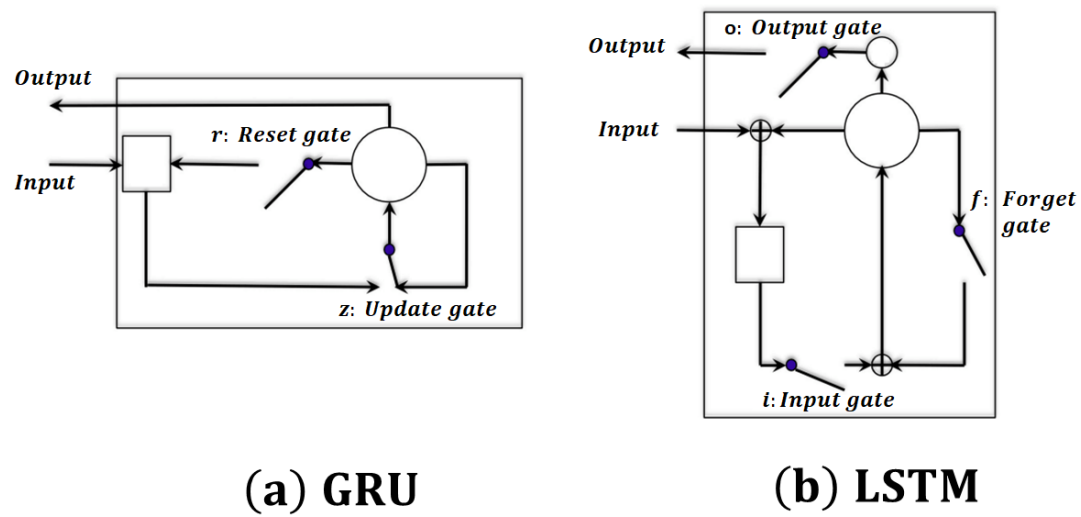 Output
Input
r: Reset gate
z: Update gate
(a) GRU
o: Output gate
Output
Input
f: Forget
gate
i: Input gate
(b) LSTM